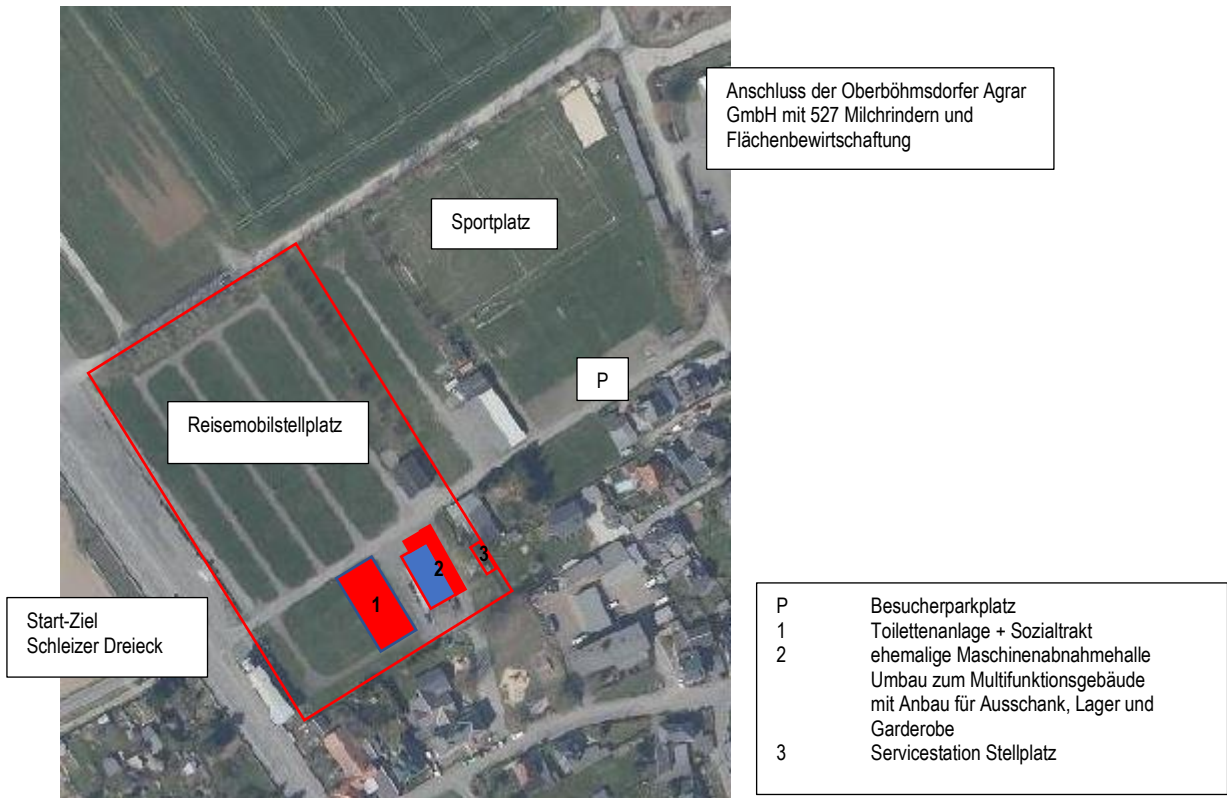 Anschluss der Oberböhmsdorfer Agrar
GmbH mit 527 Milchrindern und
Flächenbewirtschaftung
Sportplatz
P
Reisemobilstellplatz
1
2
3
Start-Ziel
Schleizer Dreieck
P Besucherparkplatz
1 Toilettenanlage + Sozialtrakt
2 ehemalige Maschinenabnahmehalle
Umbau zum Multifunktionsgebäude
mit Anbau für Ausschank, Lager und
Garderobe
3 Servicestation Stellplatz